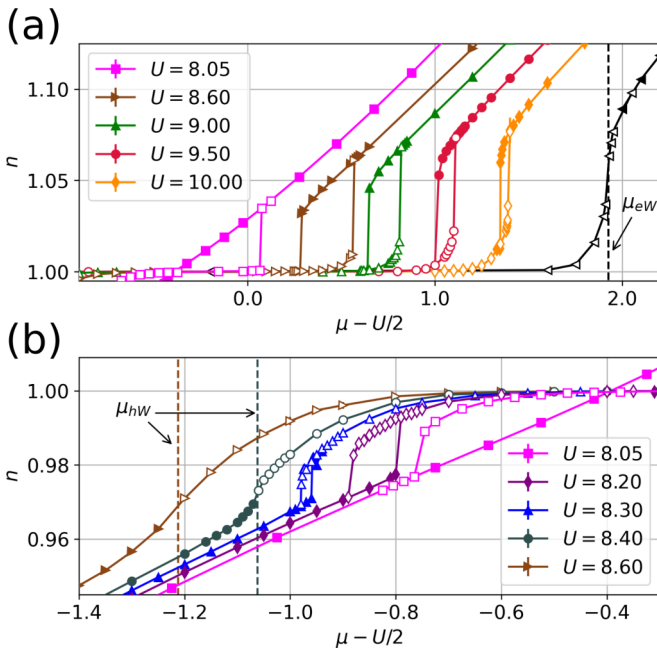 (a)
n
1.10
1.05
1.00
U = 8.05
U = 8.60
U = 9.00
U = 9.50
U = 10.00
μ_eW
0.0 1.0 2.0
μ − U/2
(b)
n
1.00
0.98
0.96
μ_hW
U = 8.05
U = 8.20
U = 8.30
U = 8.40
U = 8.60
−1.4 −1.2 −1.0 −0.8 −0.6 −0.4
μ − U/2